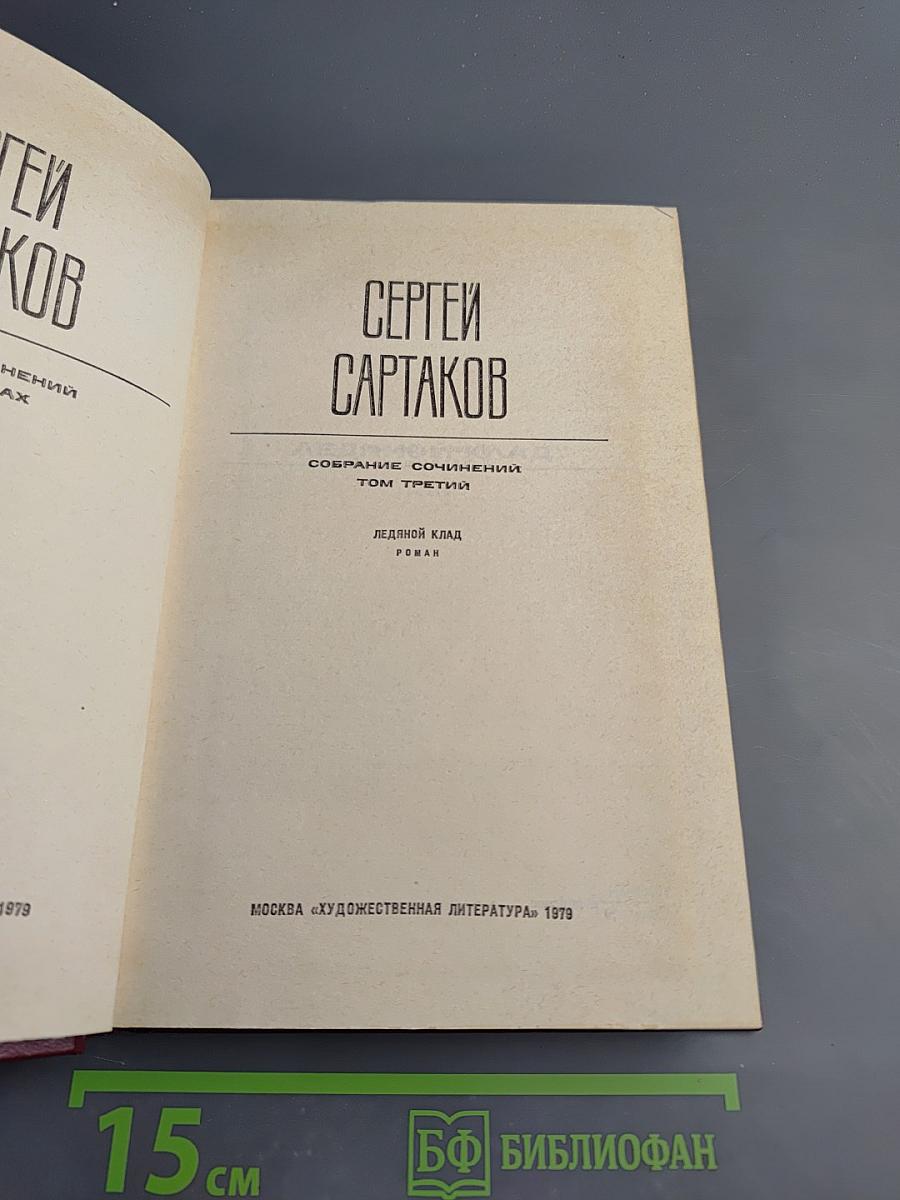 РГЕЙ
КОВ
НЕНИЙ
АХ
1979
СЕРГЕЙ
САРТАКОВ
СОБРАНИЕ СОЧИНЕНИЙ
ТОМ ТРЕТИЙ
ЛЕДЯНОЙ КЛАД
РОМАН
МОСКВА «ХУДОЖЕСТВЕННАЯ ЛИТЕРАТУРА» 1979
15 СМ
БФ БИБЛИОФАН